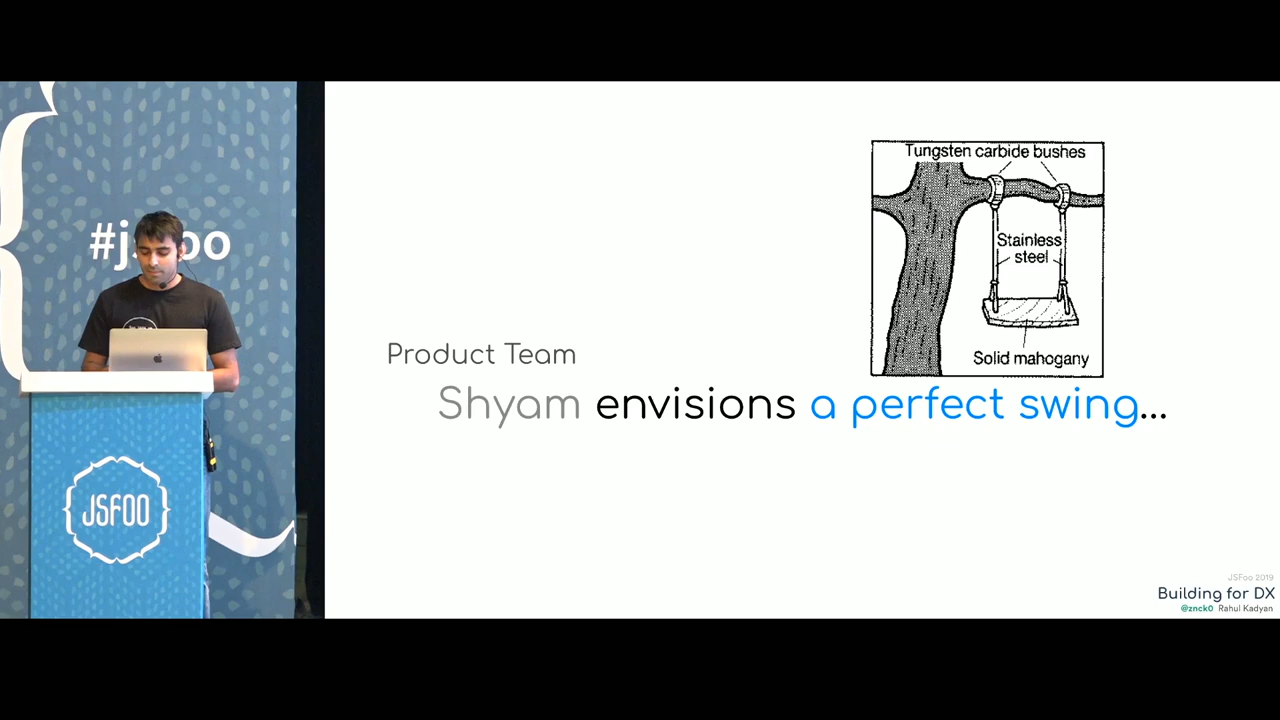 JSFOO
Tungsten carbide bushes
Stainless
steel
Solid mahogany
Product Team
Shyam envisions a perfect swing...
JSFoo 2019
Building for DX
@znck0 Rahul Kadyan